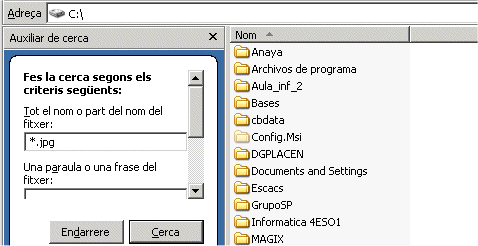 Adreça C:\
Auxiliar de cerca
Fes la cerca segons els
criteris següents:
Tot el nom o part del nom del
fitxer:
*.jpg
Una paraula o una frase del
fitxer:
Endarrere Cerca
Nom
Anaya
Archivos de programa
Aula_inf_2
Bases
cbdata
Config.Msi
DGPLACEN
Documents and Settings
Escacs
GrupoSP
Informatica 4ESO1
MAGIX